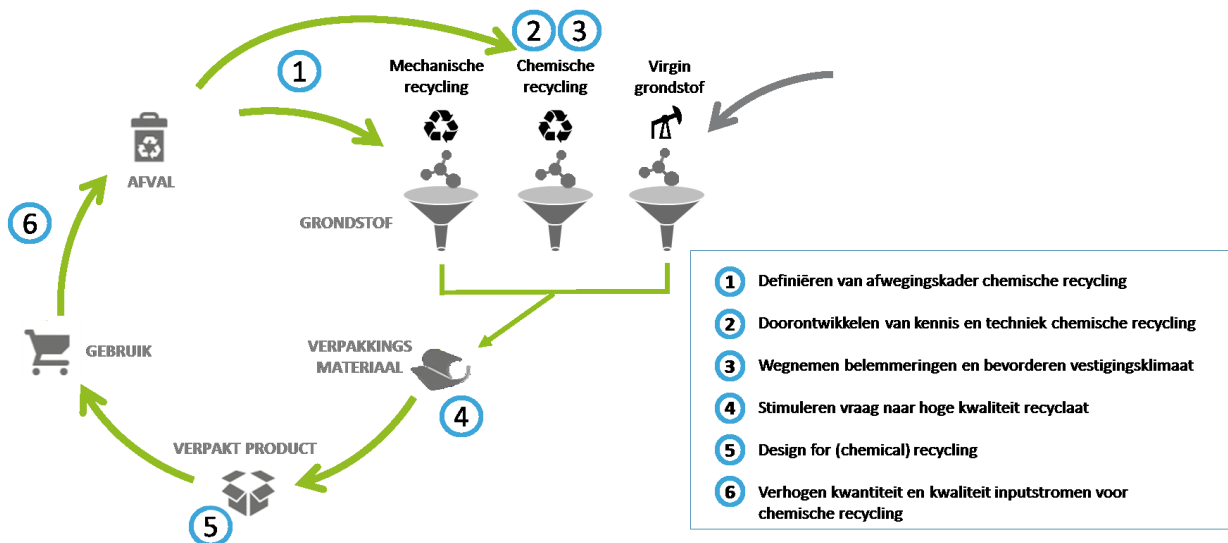 2 3
Mechanische
recycling
Chemische
recycling
Virgin
grondstof
1
AFVAL
GRONDSTOF
6
GEBRUIK
VERPAKKINGS
MATERIAAL
4
VERPAKT PRODUCT
5
1 Definiëren van afwegingskader chemische recycling
2 Doorontwikkelen van kennis en techniek chemische recycling
3 Wegnemen belemmeringen en bevorderen vestigingsklimaat
4 Stimuleren vraag naar hoge kwaliteit recyclaat
5 Design for (chemical) recycling
6 Verhogen kwantiteit en kwaliteit inputstromen voor
chemische recycling